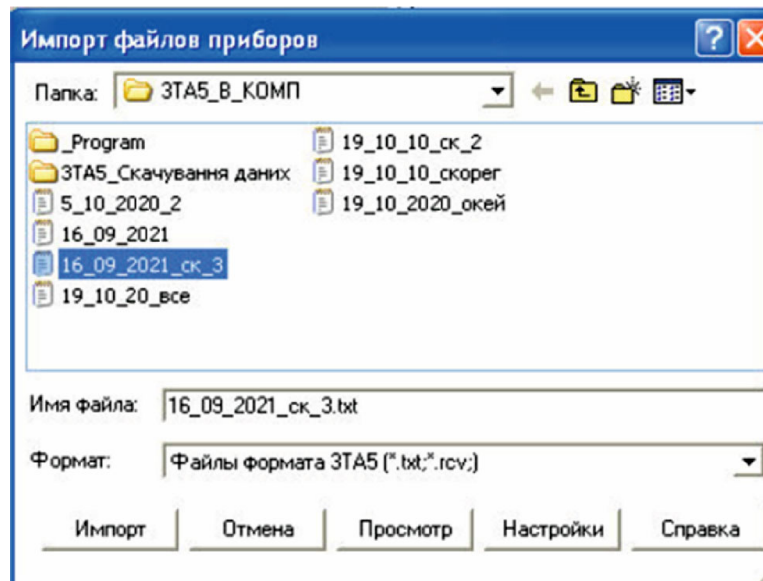 Импорт файлов приборов
Папка: 3ТА5_В_КОМП
_Program
3ТА5_Скачування даних
5_10_2020_2
16_09_2021
16_09_2021_ск_3
19_10_20_все
19_10_10_ск_2
19_10_10_скорег
19_10_2020_окей
Имя файла: 16_09_2021_ск_3.txt
Формат: Файлы формата 3ТА5 (*.txt;*.rcv;)
Импорт Отмена Просмотр Настройки Справка